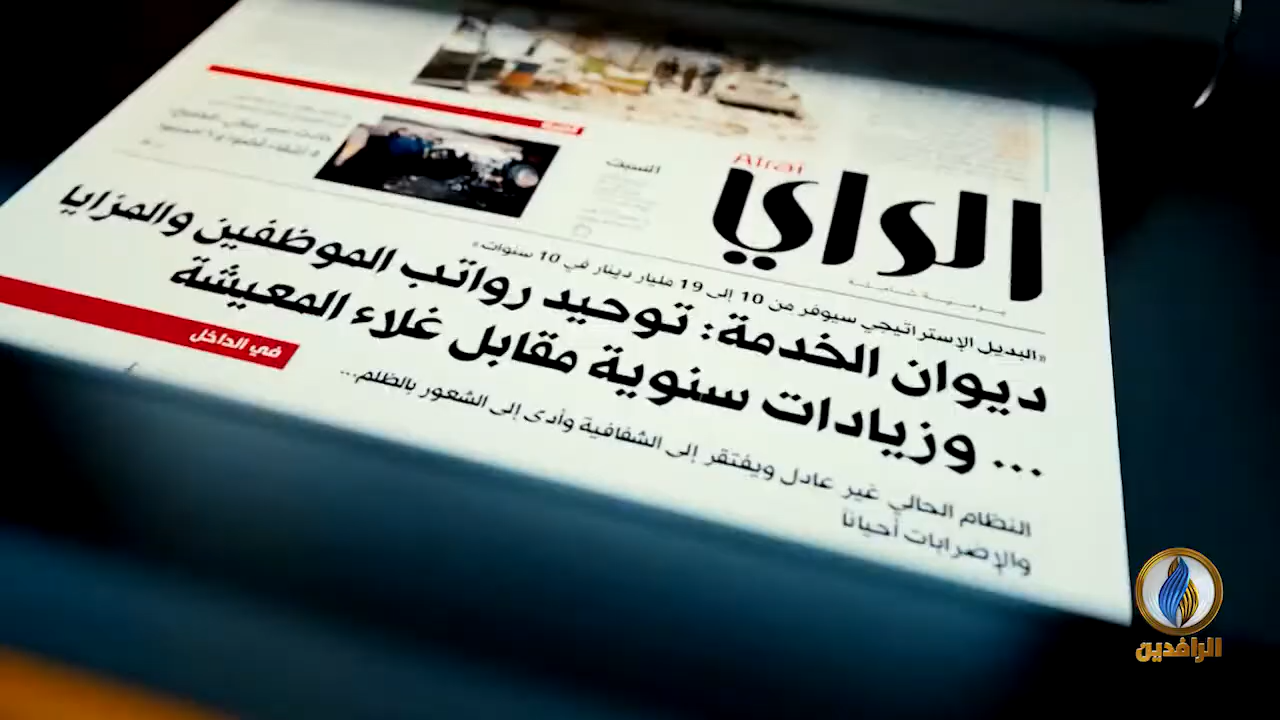 السبت
Alrai
الراي
يومية شاملة
«البديل الإستراتيجي سيوفر من 10 إلى 19 مليار دينار في 10 سنوات»
ديوان الخدمة: توحيد رواتب الموظفين والمزايا
... وزيادات سنوية مقابل غلاء المعيشة
في الداخل
النظام الحالي غير عادل ويفتقر إلى الشفافية وأدى إلى الشعور بالظلم...
والإضرابات أحياناً
الرافدين